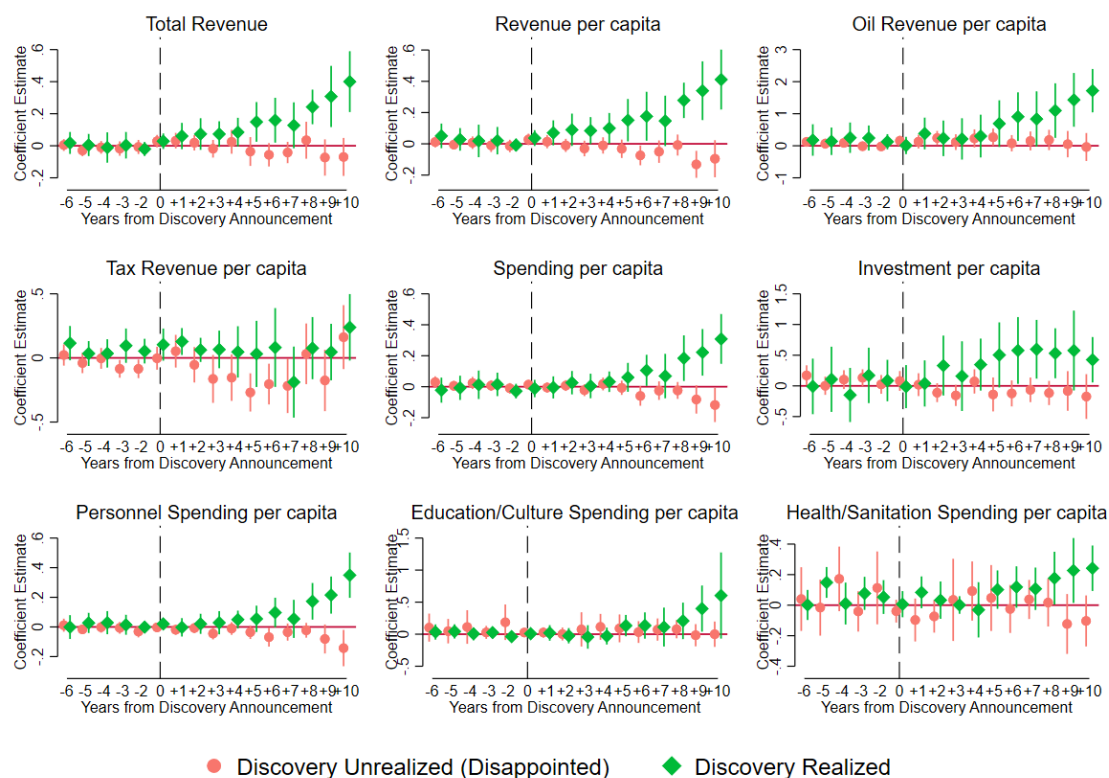 Total Revenue
Coefficient Estimate
.6
.4
.2
0
-.2
-6 -5 -4 -3 -2 0 +1 +2 +3 +4 +5 +6 +7 +8 +9 +10
Years from Discovery Announcement
Revenue per capita
Coefficient Estimate
.6
.4
.2
0
-.2
-6 -5 -4 -3 -2 0 +1 +2 +3 +4 +5 +6 +7 +8 +9 +10
Years from Discovery Announcement
Oil Revenue per capita
Coefficient Estimate
3
2
1
0
-1
-6 -5 -4 -3 -2 0 +1 +2 +3 +4 +5 +6 +7 +8 +9 +10
Years from Discovery Announcement
Tax Revenue per capita
Coefficient Estimate
.5
0
-.5
-6 -5 -4 -3 -2 0 +1 +2 +3 +4 +5 +6 +7 +8 +9 +10
Years from Discovery Announcement
Spending per capita
Coefficient Estimate
.6
.4
.2
0
-.2
-6 -5 -4 -3 -2 0 +1 +2 +3 +4 +5 +6 +7 +8 +9 +10
Years from Discovery Announcement
Investment per capita
Coefficient Estimate
1.5
1
.5
0
-.5
-6 -5 -4 -3 -2 0 +1 +2 +3 +4 +5 +6 +7 +8 +9 +10
Years from Discovery Announcement
Personnel Spending per capita
Coefficient Estimate
.6
.4
.2
0
-.2
-6 -5 -4 -3 -2 0 +1 +2 +3 +4 +5 +6 +7 +8 +9 +10
Years from Discovery Announcement
Education/Culture Spending per capita
Coefficient Estimate
1.5
1
.5
0
-.5
-6 -5 -4 -3 -2 0 +1 +2 +3 +4 +5 +6 +7 +8 +9 +10
Years from Discovery Announcement
Health/Sanitation Spending per capita
Coefficient Estimate
.4
.2
0
-.2
-.4
-6 -5 -4 -3 -2 0 +1 +2 +3 +4 +5 +6 +7 +8 +9 +10
Years from Discovery Announcement
Discovery Unrealized (Disappointed)
Discovery Realized